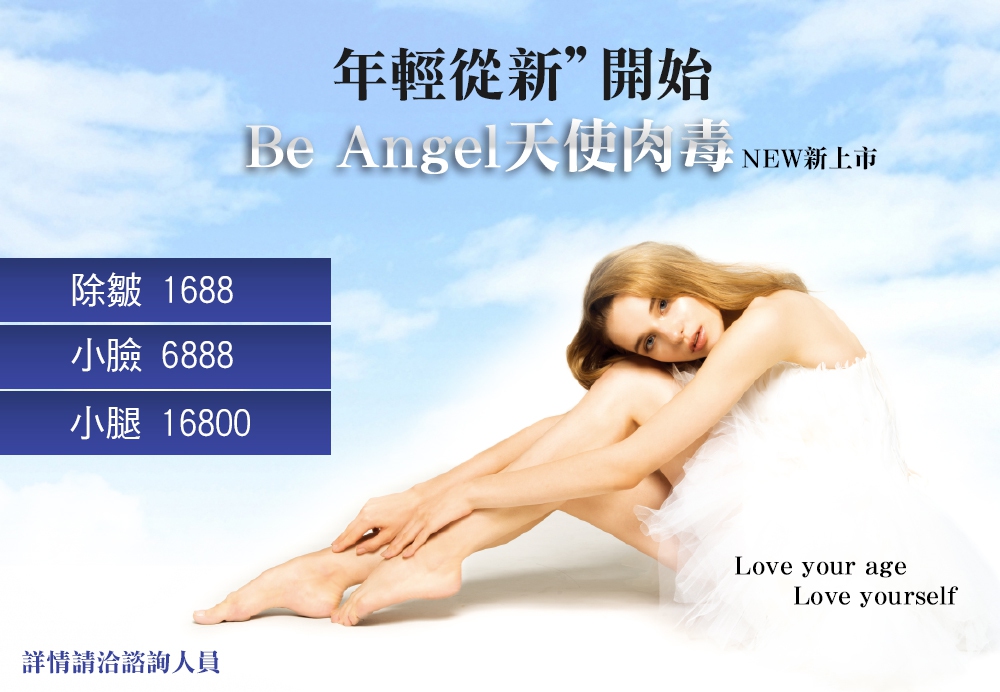 年輕從新”開始
Be Angel天使肉毒 NEW新上市
除皺 1688
小臉 6888
小腿 16800
Love your age
Love yourself
詳情請洽諮詢人員